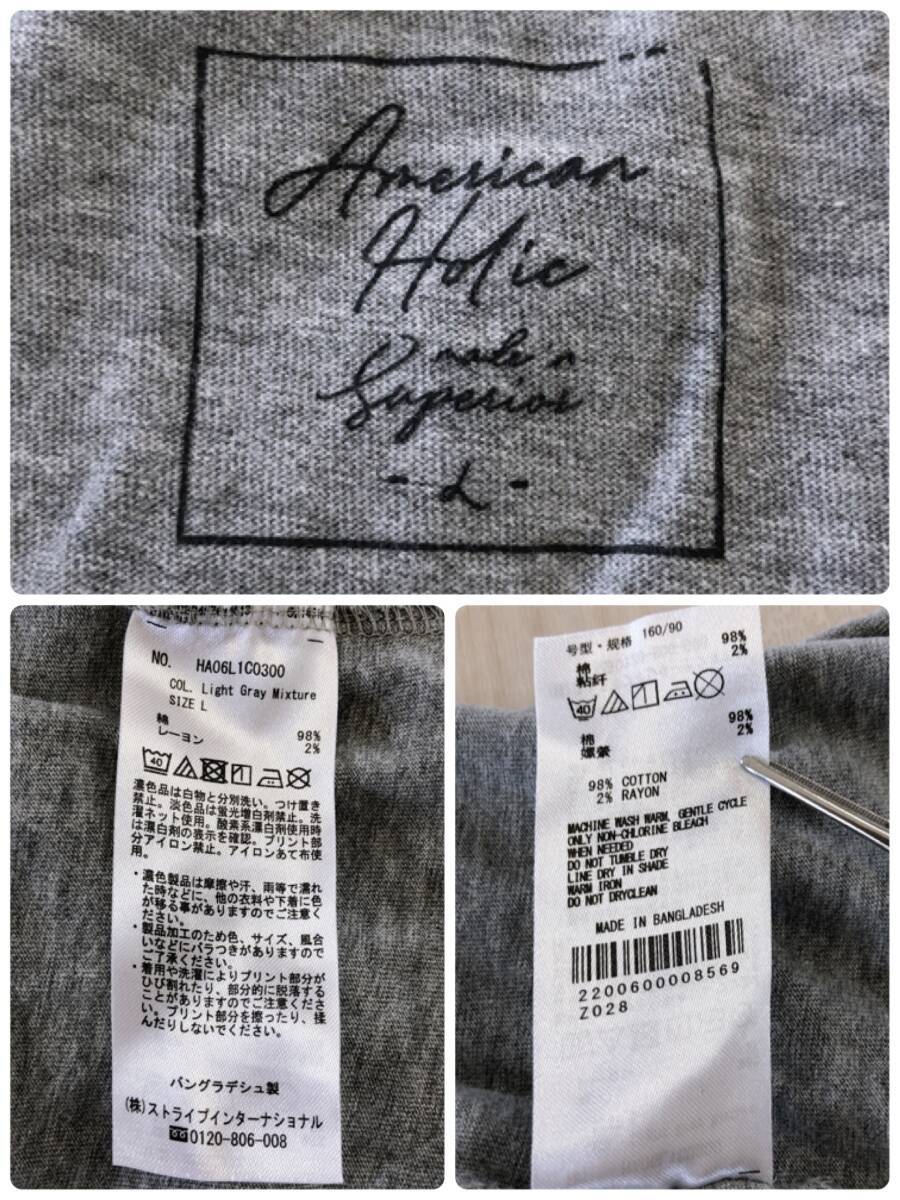 American
Holic
made in
Superior
- L -
NO. HA06L1C0300
COL. Light Gray Mixture
SIZE L
綿 98%
レーヨン 2%
40
濃色品は白物と分別洗い。つけ置き
禁止。淡色品は蛍光増白剤禁止。洗
濯ネット使用。酸素系漂白剤使用時
は漂白剤の表示を確認。プリント部
分アイロン禁止。アイロンあて布使
用。
・濃色製品は摩擦や汗、雨等で濡れ
た時などに、他の衣料や下着に色
が移る事がありますのでご注意く
ださい。
・製品加工のため色、サイズ、風合
いなどにバラつきがありますので
ご了承ください。
・着用や洗濯によりプリント部分が
ひび割れたり、部分的に脱落する
ことがありますのでご注意くださ
い。プリント部分を擦ったり、揉
んだりしないでください。
バングラデシュ製
(株)ストライプインターナショナル
0120-806-008
号型・规格 160/90
棉 98%
粘纤 2%
40
棉 98%
嫘縈 2%
98% COTTON
2% RAYON
MACHINE WASH WARM, GENTLE CYCLE
ONLY NON-CHLORINE BLEACH
WHEN NEEDED
DO NOT TUMBLE DRY
LINE DRY IN SHADE
WARM IRON
DO NOT DRYCLEAN
MADE IN BANGLADESH
2200600008569
Z028